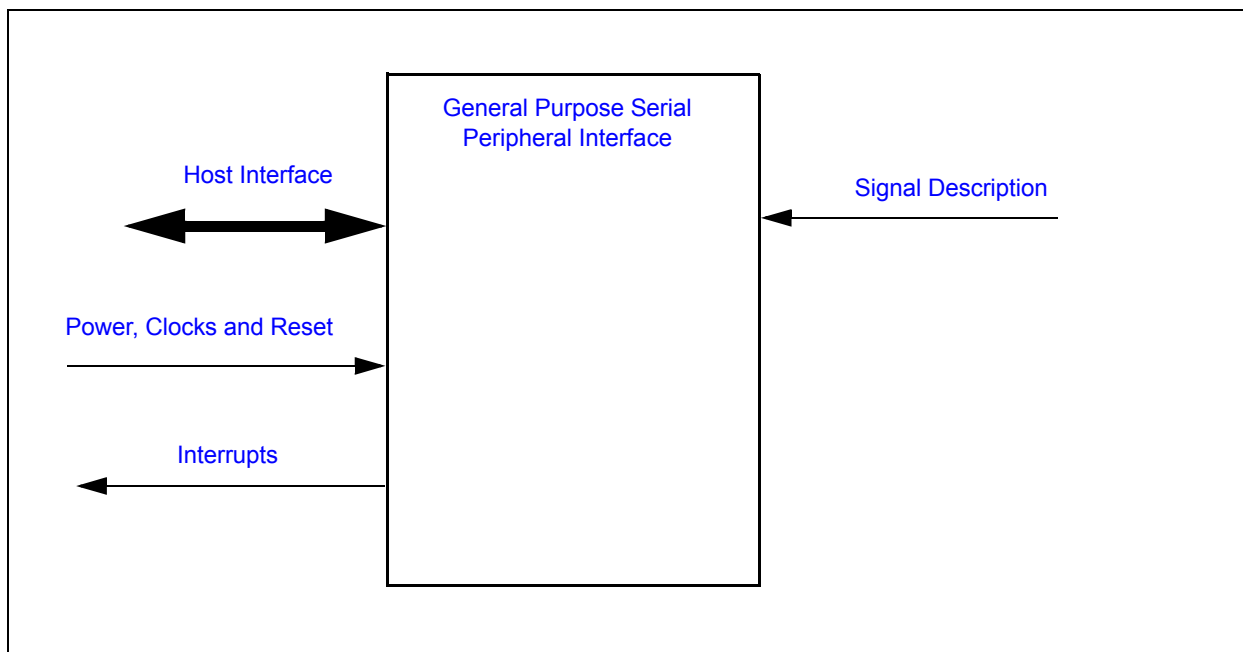 General Purpose Serial
Peripheral Interface
Host Interface
Signal Description
Power, Clocks and Reset
Interrupts